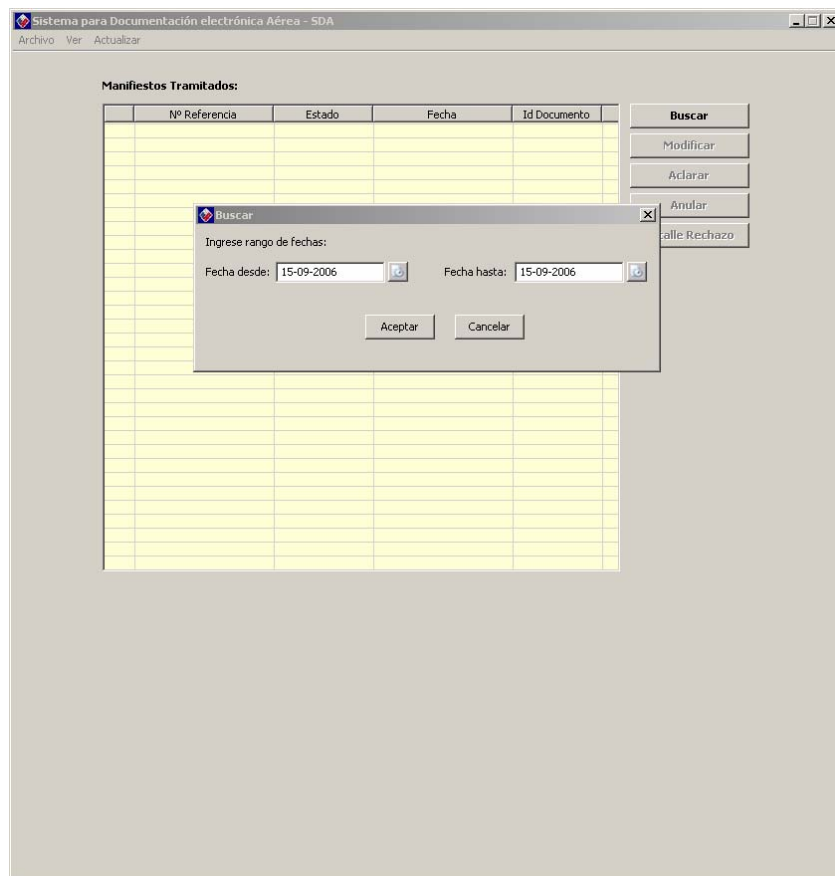 Sistema para Documentación electrónica Aérea - SDA
Archivo Ver Actualizar
Manifiestos Tramitados:
Nº Referencia Estado Fecha Id Documento
Buscar
Modificar
Aclarar
Anular
calle Rechazo
Buscar
Ingrese rango de fechas:
Fecha desde: 15-09-2006 Fecha hasta: 15-09-2006
Aceptar Cancelar